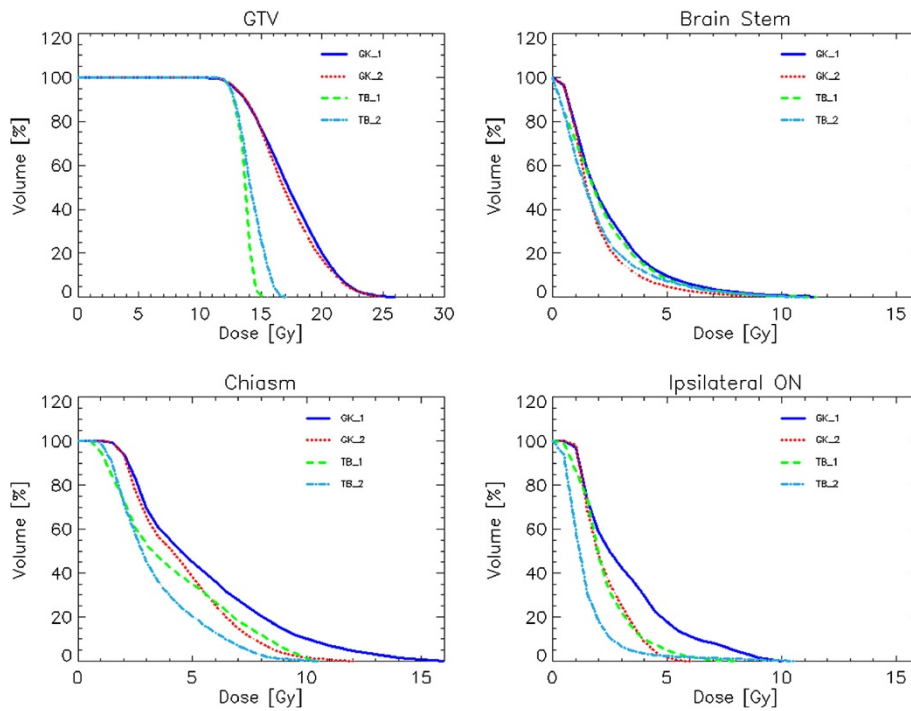 GTV
120
100
80
60
40
20
0
Volume [%]
GK_1
GK_2
TB_1
TB_2
0 5 10 15 20 25 30
Dose [Gy]
Brain Stem
120
100
80
60
40
20
0
Volume [%]
GK_1
GK_2
TB_1
TB_2
0 5 10 15
Dose [Gy]
Chiasm
120
100
80
60
40
20
0
Volume [%]
GK_1
GK_2
TB_1
TB_2
0 5 10 15
Dose [Gy]
Ipsilateral ON
120
100
80
60
40
20
0
Volume [%]
GK_1
GK_2
TB_1
TB_2
0 5 10 15
Dose [Gy]